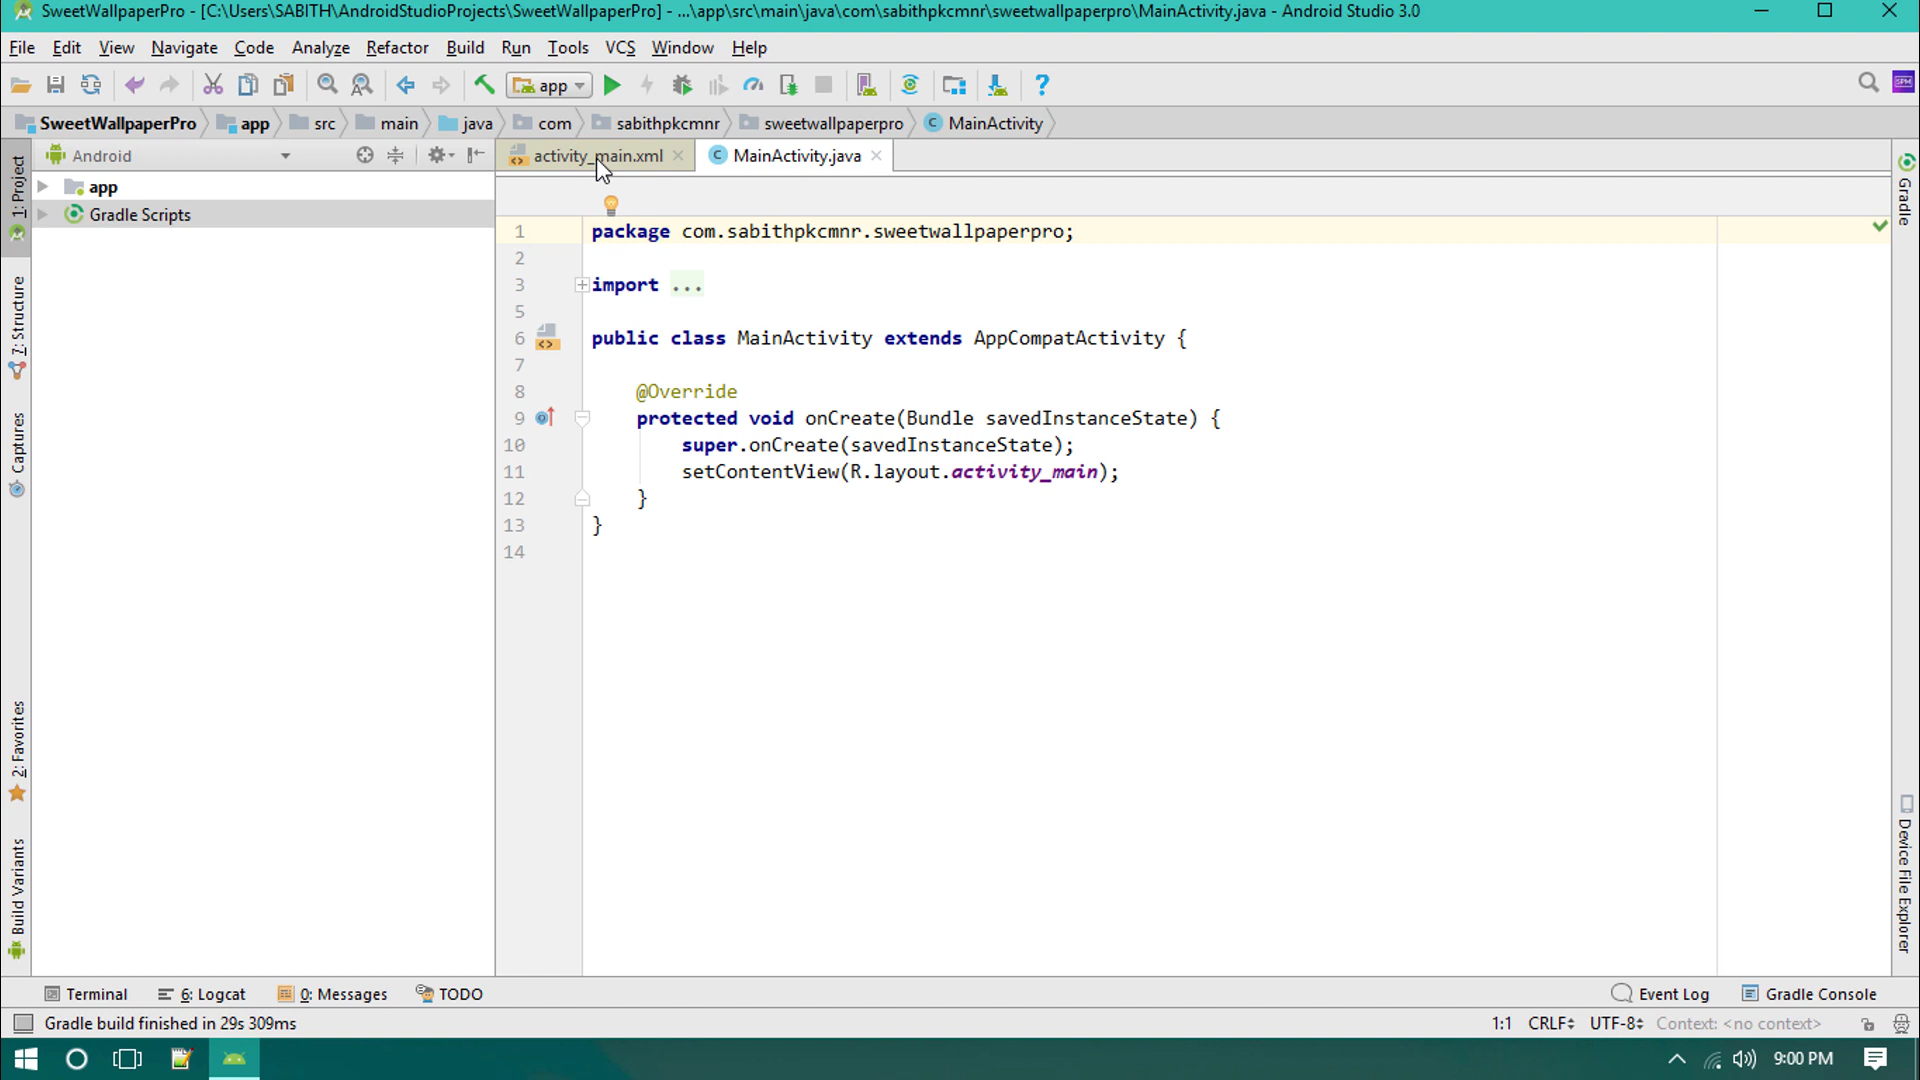 SweetWallpaperPro - [C:\Users\SABITH\AndroidStudioProjects\SweetWallpaperPro] - ...\app\src\main\java\com\sabithpkcmnr\sweetwallpaperpro\MainActivity.java - Android Studio 3.0
File Edit View Navigate Code Analyze Refactor Build Run Tools VCS Window Help
app
SPM
SweetWallpaperPro app src main java com sabithpkcmnr sweetwallpaperpro MainActivity
Android
activity_main.xml MainActivity.java
app
Gradle Scripts
1: Project
7: Structure
Captures
2: Favorites
Build Variants
1 package com.sabithpkcmnr.sweetwallpaperpro;
2
3 import ...
5
6 public class MainActivity extends AppCompatActivity {
7
8 @Override
9 protected void onCreate(Bundle savedInstanceState) {
10 super.onCreate(savedInstanceState);
11 setContentView(R.layout.activity_main);
12 }
13 }
14
Gradle
Device File Explorer
Terminal 6: Logcat 0: Messages TODO Event Log Gradle Console
Gradle build finished in 29s 309ms 1:1 CRLF UTF-8 Context: <no context>
9:00 PM